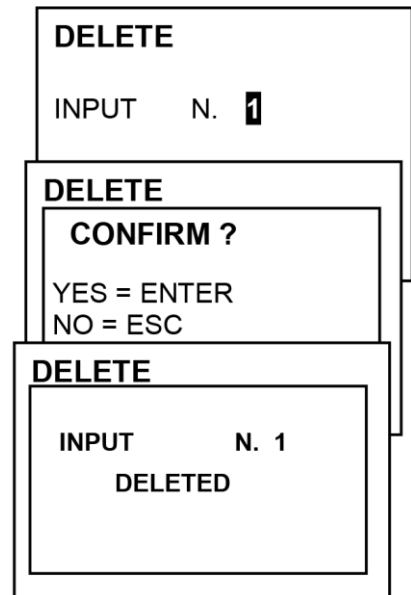 DELETE
INPUT N. 1
DELETE
CONFIRM ?
YES = ENTER
NO = ESC
DELETE
INPUT N. 1
DELETED